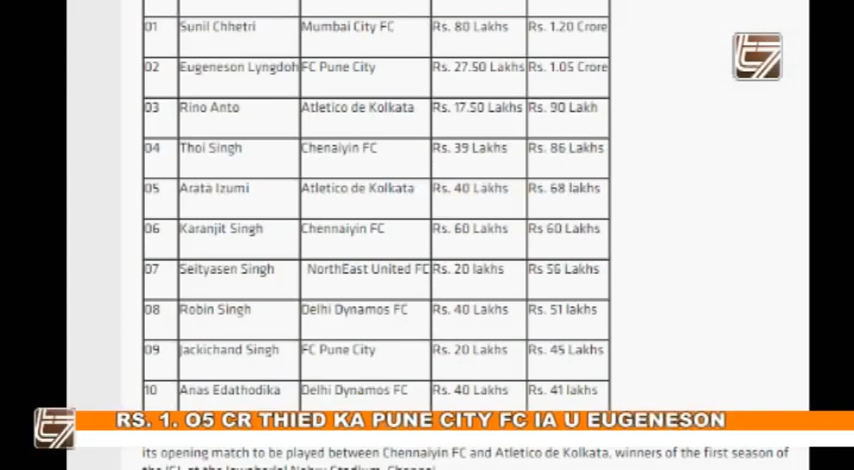 01 Sunil Chhetri Mumbai City FC Rs. 80 Lakhs Rs. 1.20 Crore
02 Eugeneson Lyngdoh FC Pune City Rs. 27.50 Lakhs Rs. 1.05 Crore
03 Rino Anto Atletico de Kolkata Rs. 17.50 Lakhs Rs. 90 Lakh
04 Thoi Singh Chenaiyin FC Rs. 39 Lakhs Rs. 86 Lakhs
05 Arata Izumi Atletico de Kolkata Rs. 40 Lakhs Rs. 68 lakhs
06 Karanjit Singh Chennaiyin FC Rs. 60 Lakhs Rs 60 Lakhs
07 Seityasen Singh NorthEast United FC Rs. 20 lakhs Rs 56 Lakhs
08 Robin Singh Delhi Dynamos FC Rs. 40 Lakhs Rs. 51 lakhs
09 Jackichand Singh FC Pune City Rs. 20 Lakhs Rs. 45 Lakhs
10 Anas Edathodika Delhi Dynamos FC Rs. 40 Lakhs Rs. 41 lakhs
RS. 1. O5 CR THIED KA PUNE CITY FC IA U EUGENESON
its opening match to be played between Chennaiyin FC and Atletico de Kolkata, winners of the first season of